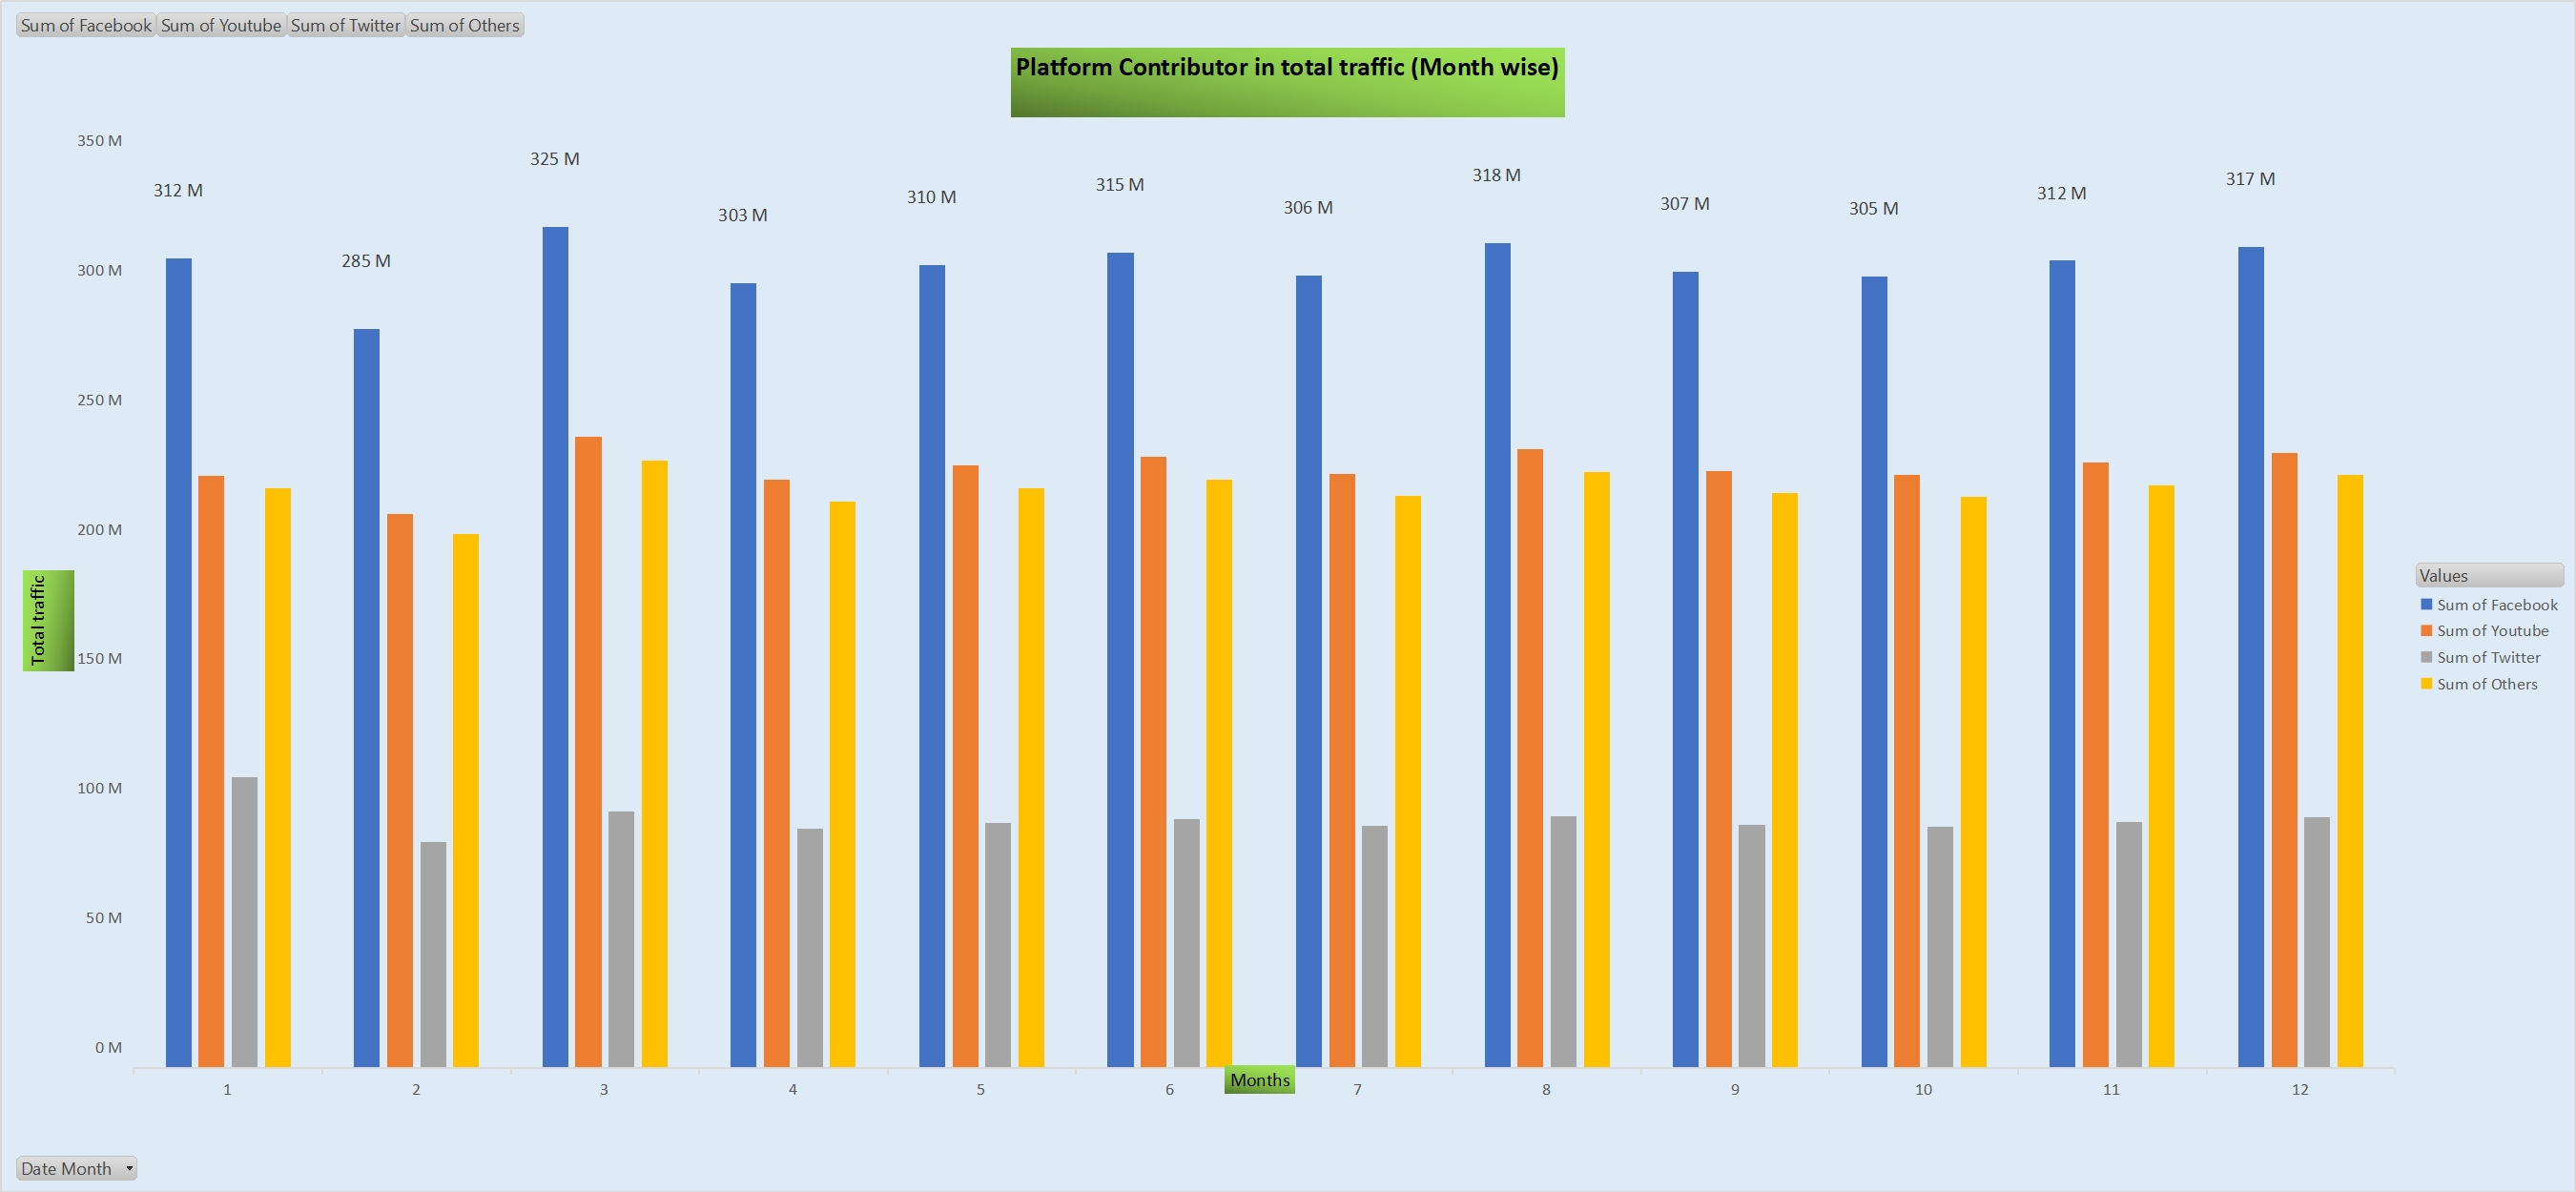 Sum of Facebook Sum of Youtube Sum of Twitter Sum of Others
Platform Contributor in total traffic (Month wise)
350 M
300 M
250 M
200 M
150 M
100 M
50 M
0 M
Total traffic
312 M
285 M
325 M
303 M
310 M
315 M
306 M
318 M
307 M
305 M
312 M
317 M
Values
Sum of Facebook
Sum of Youtube
Sum of Twitter
Sum of Others
1 2 3 4 5 6 7 8 9 10 11 12
Months
Date Month